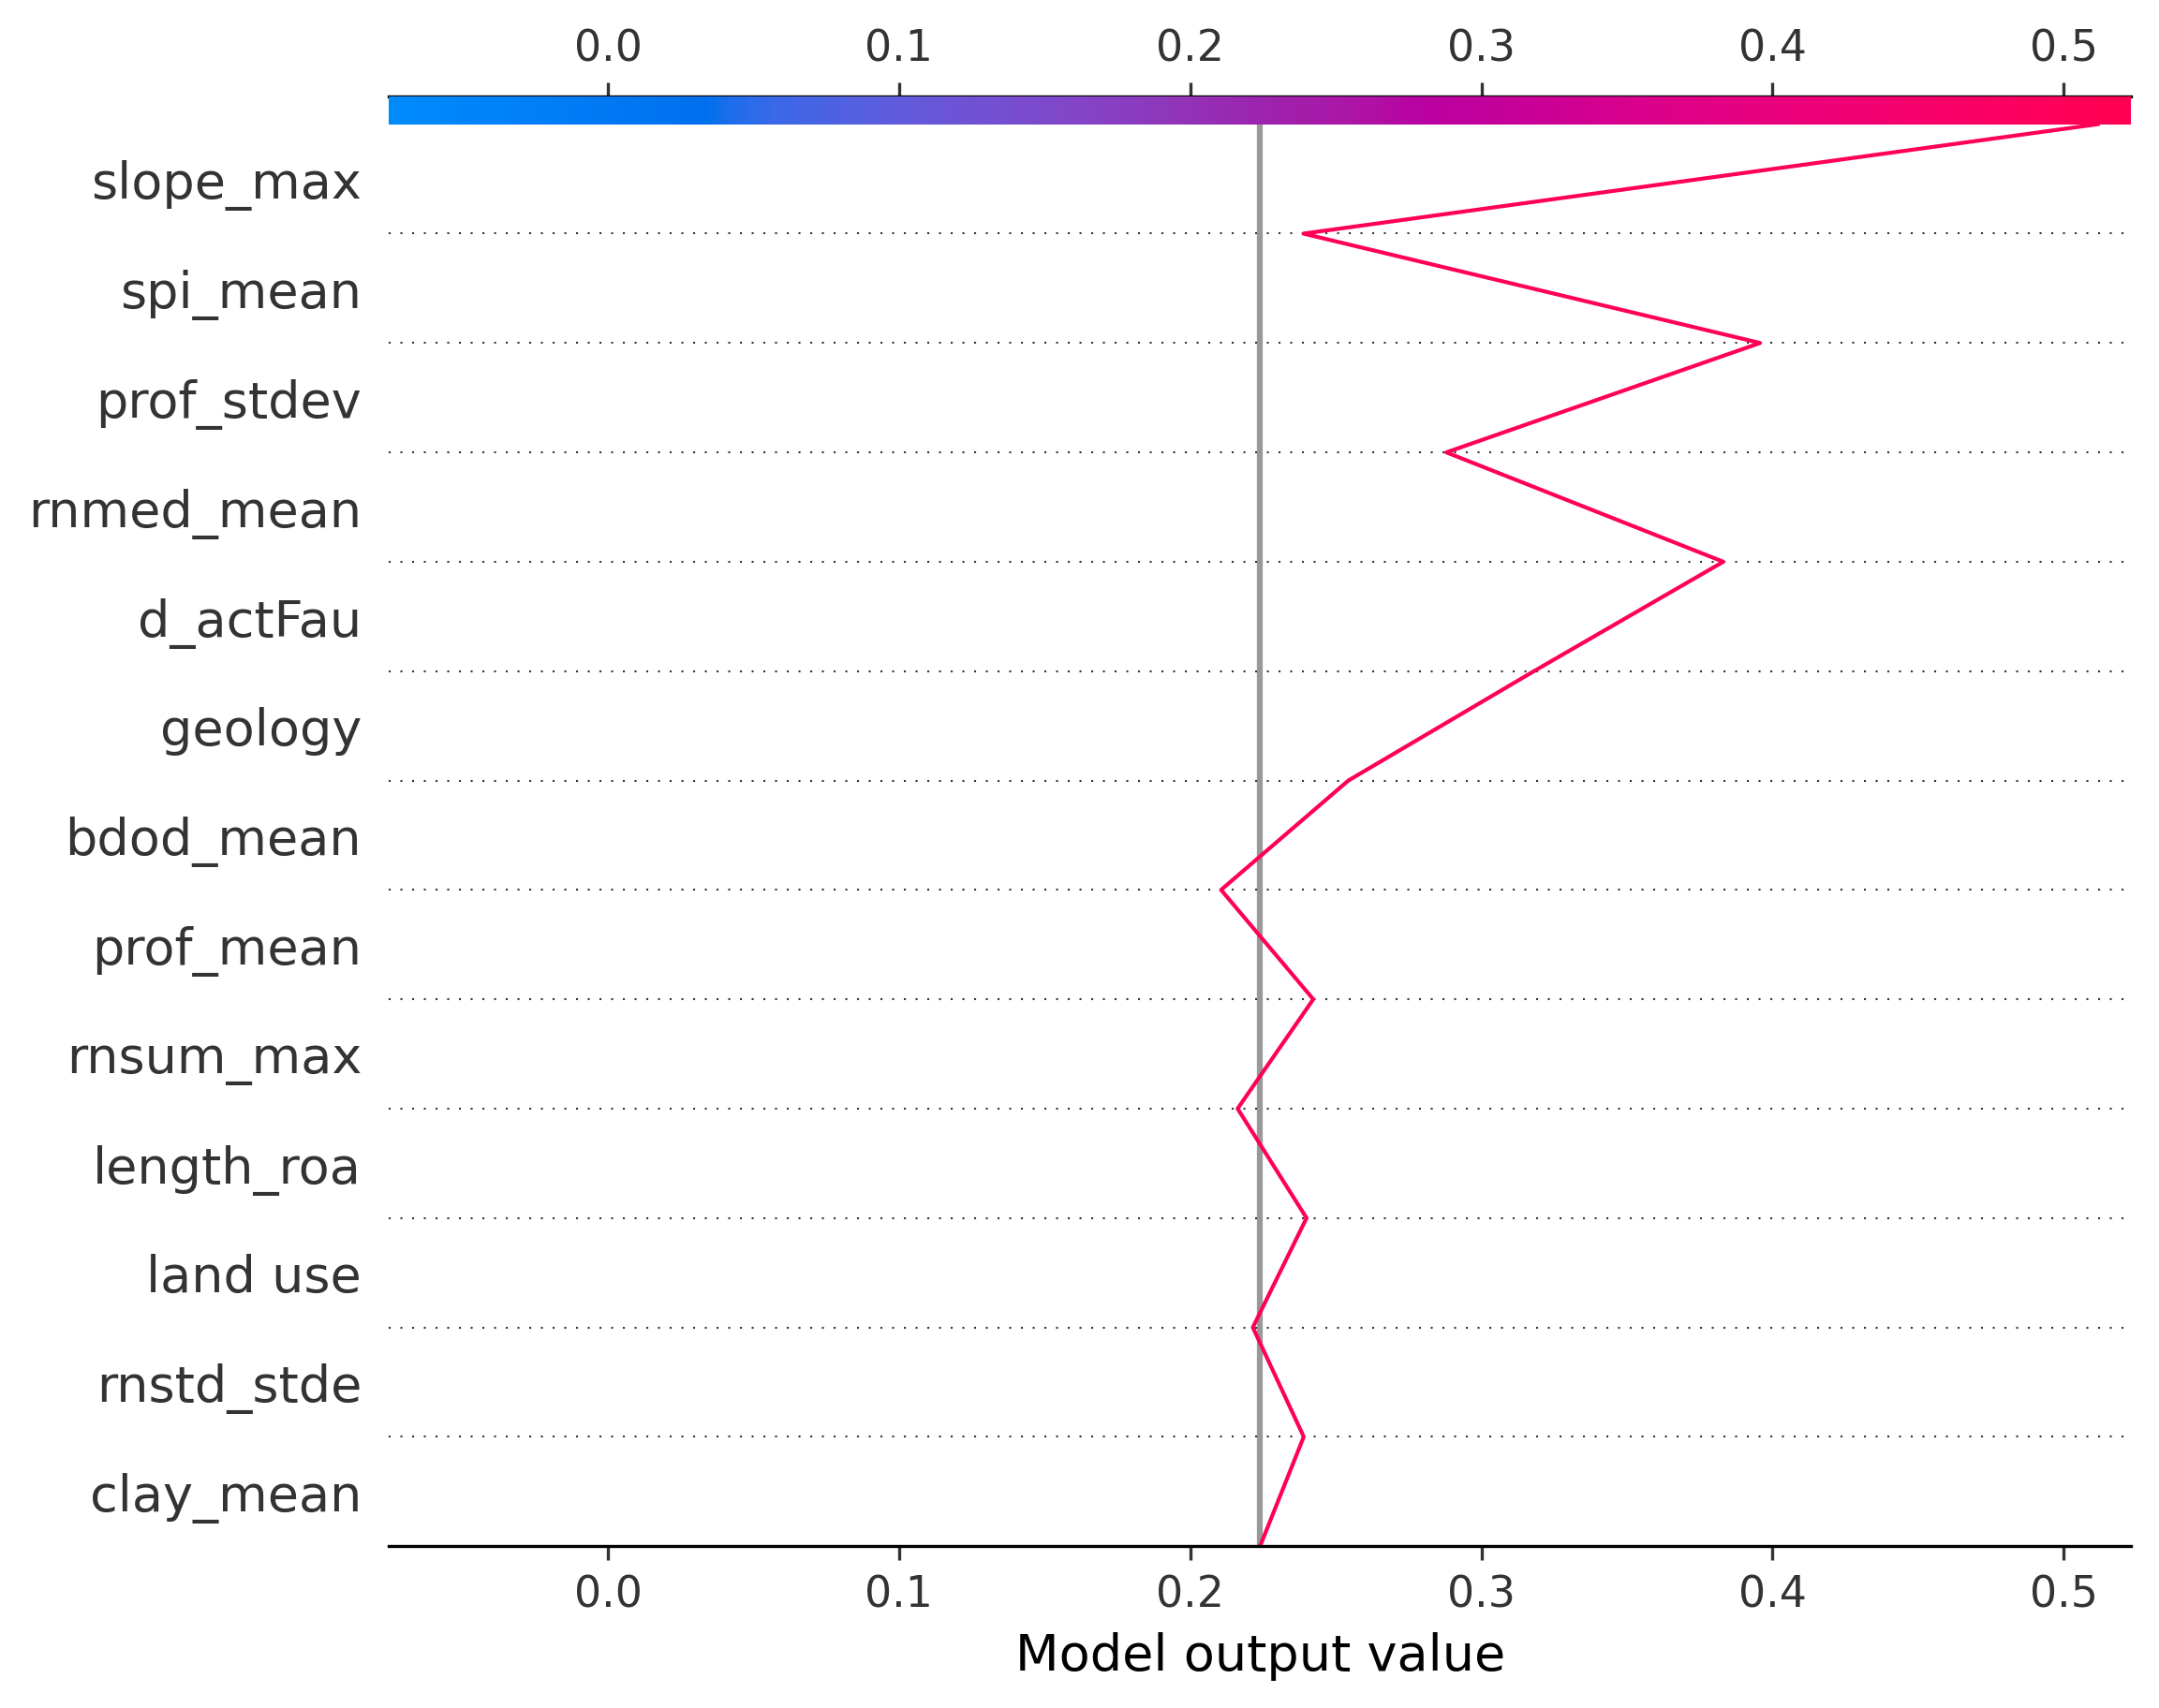 0.0 0.1 0.2 0.3 0.4 0.5
slope_max
spi_mean
prof_stdev
rnmed_mean
d_actFau
geology
bdod_mean
prof_mean
rnsum_max
length_roa
land use
rnstd_stde
clay_mean
0.0 0.1 0.2 0.3 0.4 0.5
Model output value